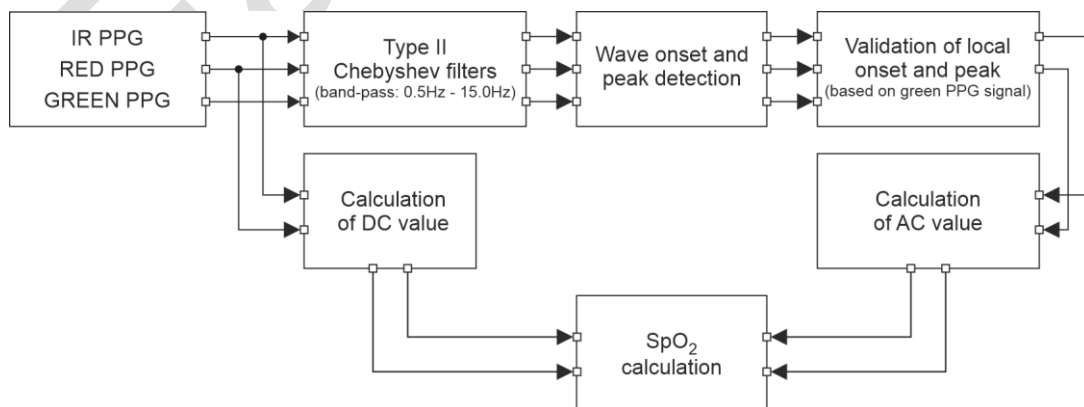 IR PPG
RED PPG
GREEN PPG
Type II
Chebyshev filters
(band-pass: 0.5Hz - 15.0Hz)
Wave onset and
peak detection
Validation of local
onset and peak
(based on green PPG signal)
Calculation
of DC value
Calculation
of AC value
SpO₂
calculation